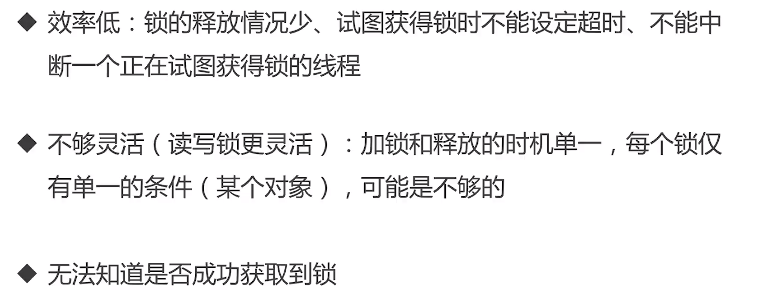 ◆ 效率低：锁的释放情况少、试图获得锁时不能设定超时、不能中
断一个正在试图获得锁的线程
◆ 不够灵活（读写锁更灵活）：加锁和释放的时机单一，每个锁仅
有单一的条件（某个对象），可能是不够的
◆ 无法知道是否成功获取到锁